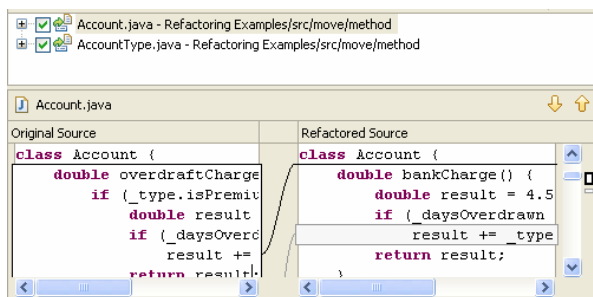 Account.java - Refactoring Examples/src/move/method
AccountType.java - Refactoring Examples/src/move/method
Account.java
Original Source
Refactored Source
class Account {
double overdraftCharge
if (_type.isPremiu
double result
if (_daysOverd
result +=
return result;
class Account {
double bankCharge() {
double result = 4.5
if (_daysOverdrawn
result += _type
return result;
}